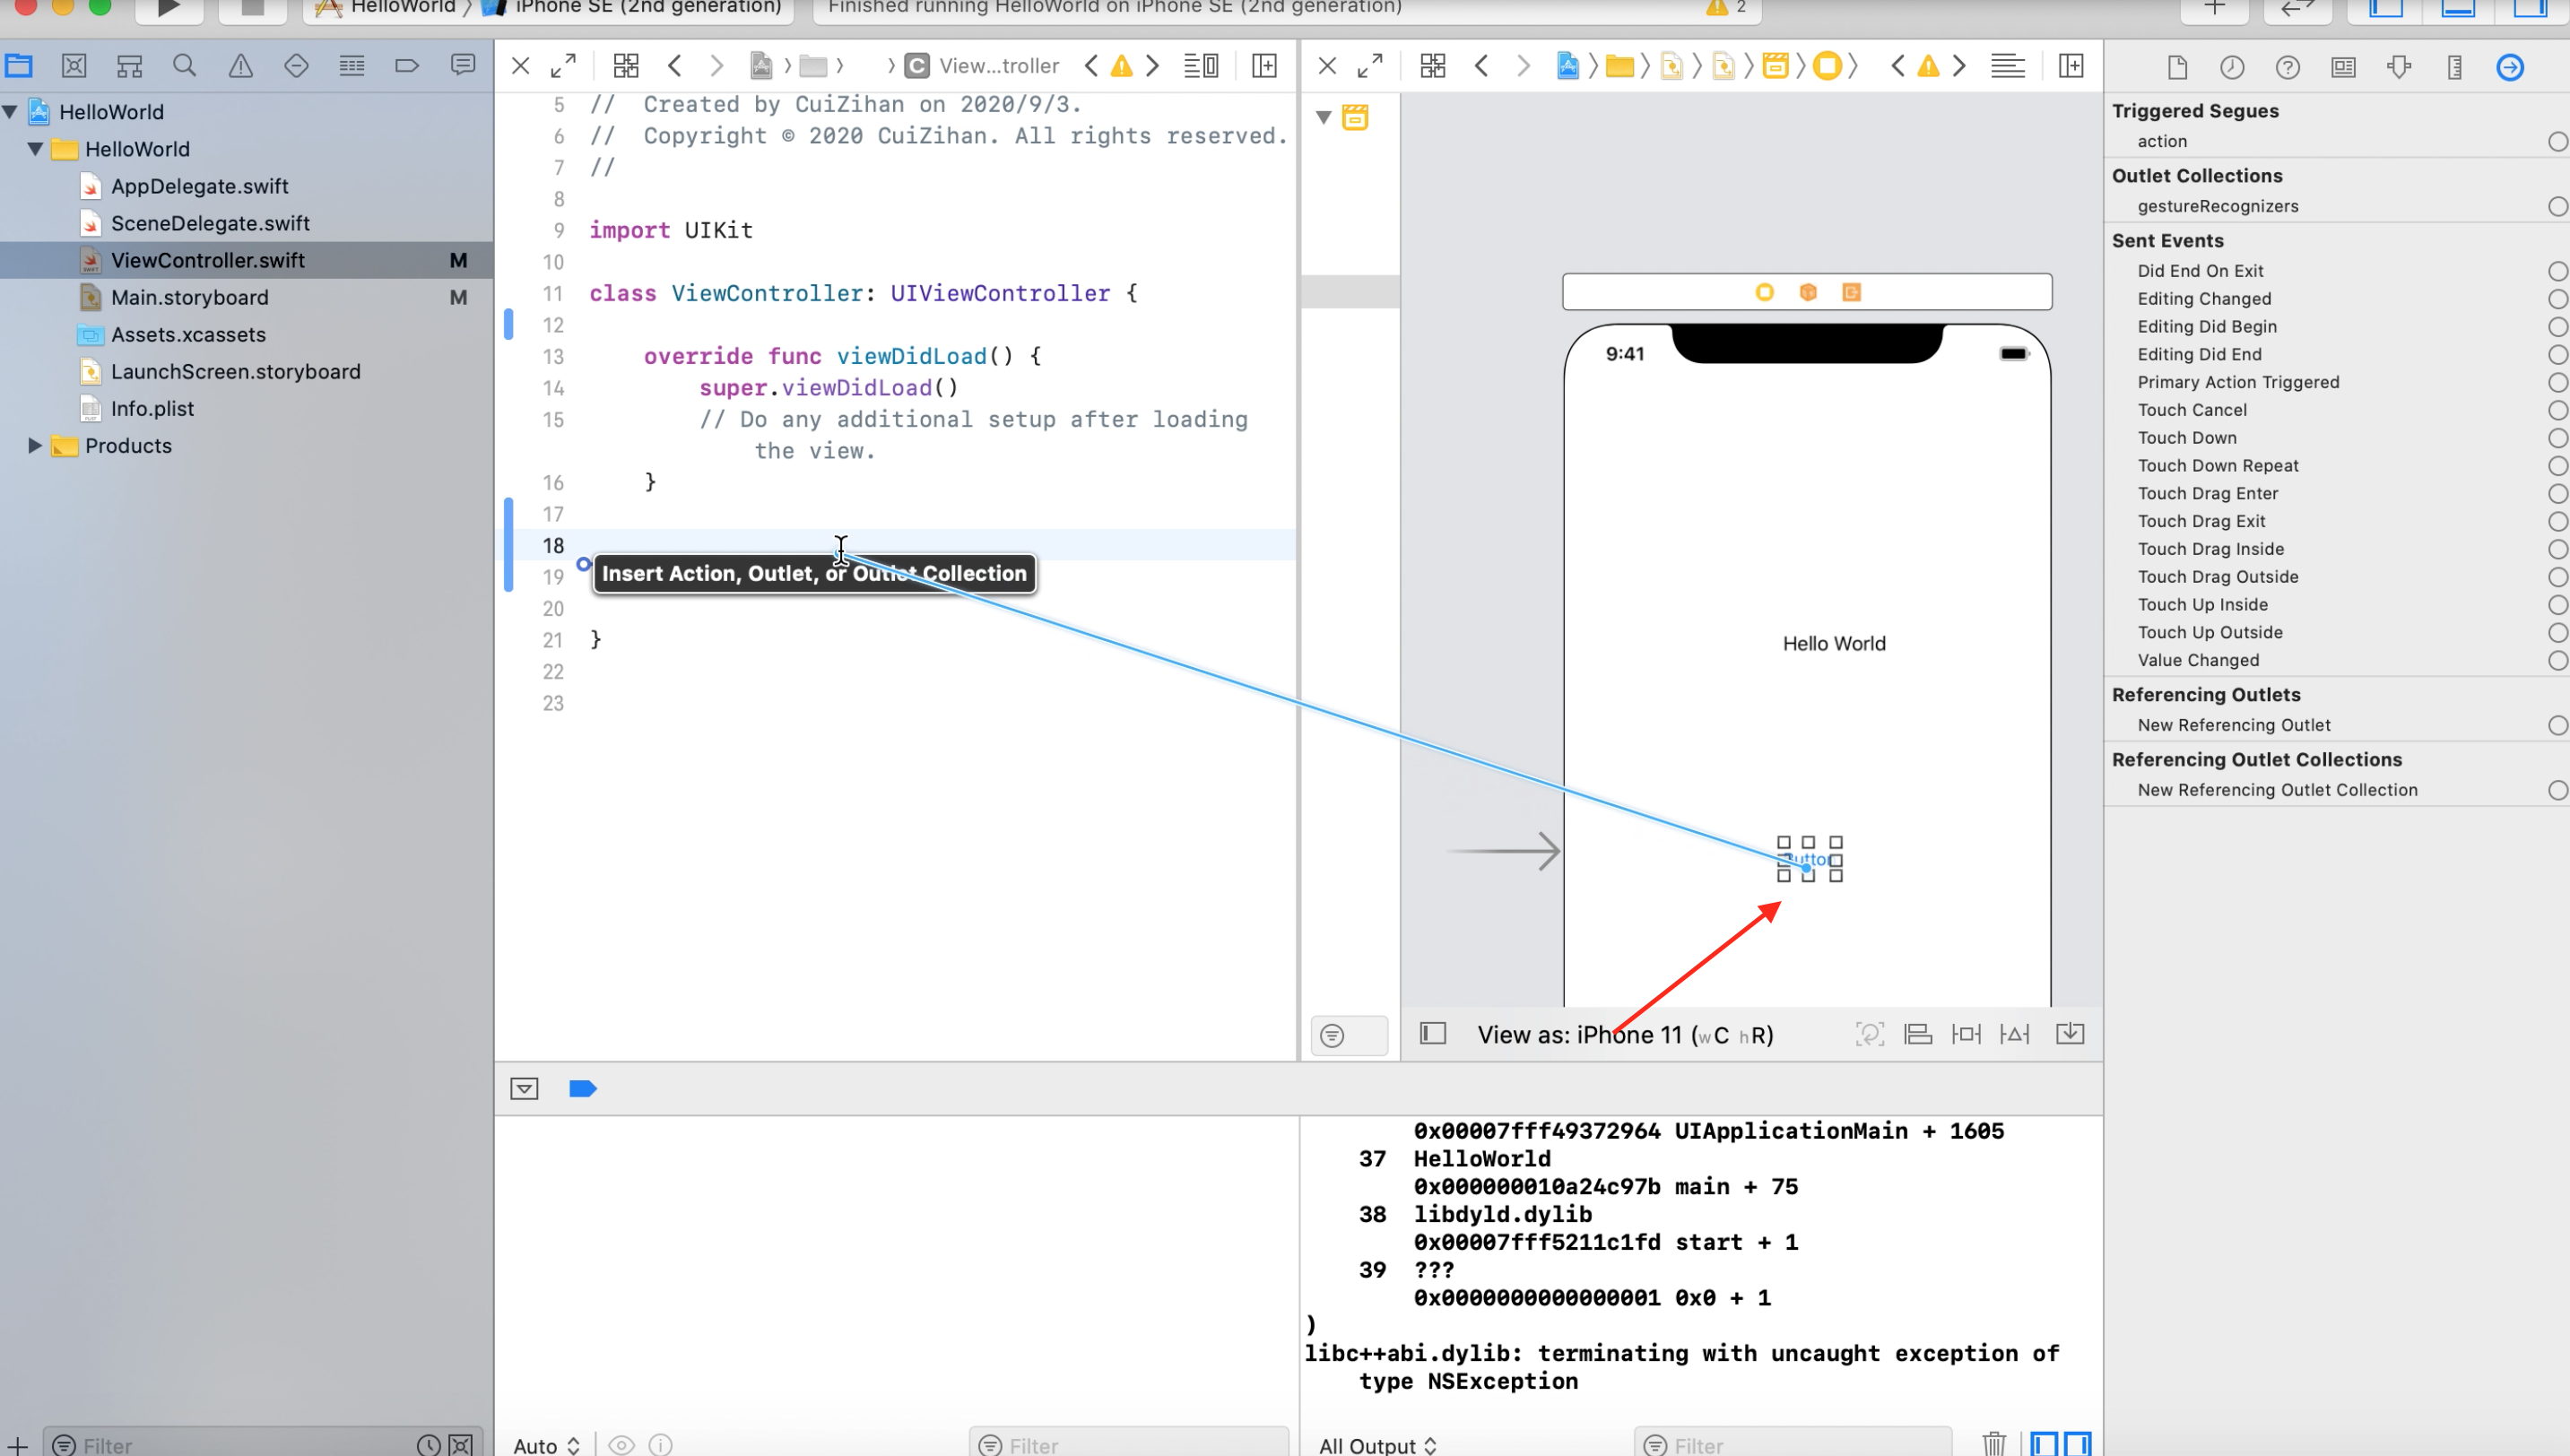 HelloWorld 〉 iPhone SE (2nd generation)
Finished running HelloWorld on iPhone SE (2nd generation)
2
HelloWorld
HelloWorld
AppDelegate.swift
SceneDelegate.swift
ViewController.swift M
Main.storyboard M
Assets.xcassets
LaunchScreen.storyboard
Info.plist
Products
Filter
C View...troller
5 // Created by CuiZihan on 2020/9/3.
6 // Copyright © 2020 CuiZihan. All rights reserved.
7 //
8
9 import UIKit
10
11 class ViewController: UIViewController {
12
13 override func viewDidLoad() {
14 super.viewDidLoad()
15 // Do any additional setup after loading
the view.
16 }
17
18
19
Insert Action, Outlet, or Outlet Collection
20
21 }
22
23
9:41
Hello World
Button
View as: iPhone 11 (wC hR)
Triggered Segues
action
Outlet Collections
gestureRecognizers
Sent Events
Did End On Exit
Editing Changed
Editing Did Begin
Editing Did End
Primary Action Triggered
Touch Cancel
Touch Down
Touch Down Repeat
Touch Drag Enter
Touch Drag Exit
Touch Drag Inside
Touch Drag Outside
Touch Up Inside
Touch Up Outside
Value Changed
Referencing Outlets
New Referencing Outlet
Referencing Outlet Collections
New Referencing Outlet Collection
0x00007fff49372964 UIApplicationMain + 1605
37 HelloWorld
0x000000010a24c97b main + 75
38 libdyld.dylib
0x00007fff5211c1fd start + 1
39 ???
0x0000000000000001 0x0 + 1
)
libc++abi.dylib: terminating with uncaught exception of
type NSException
Auto
Filter
All Output
Filter